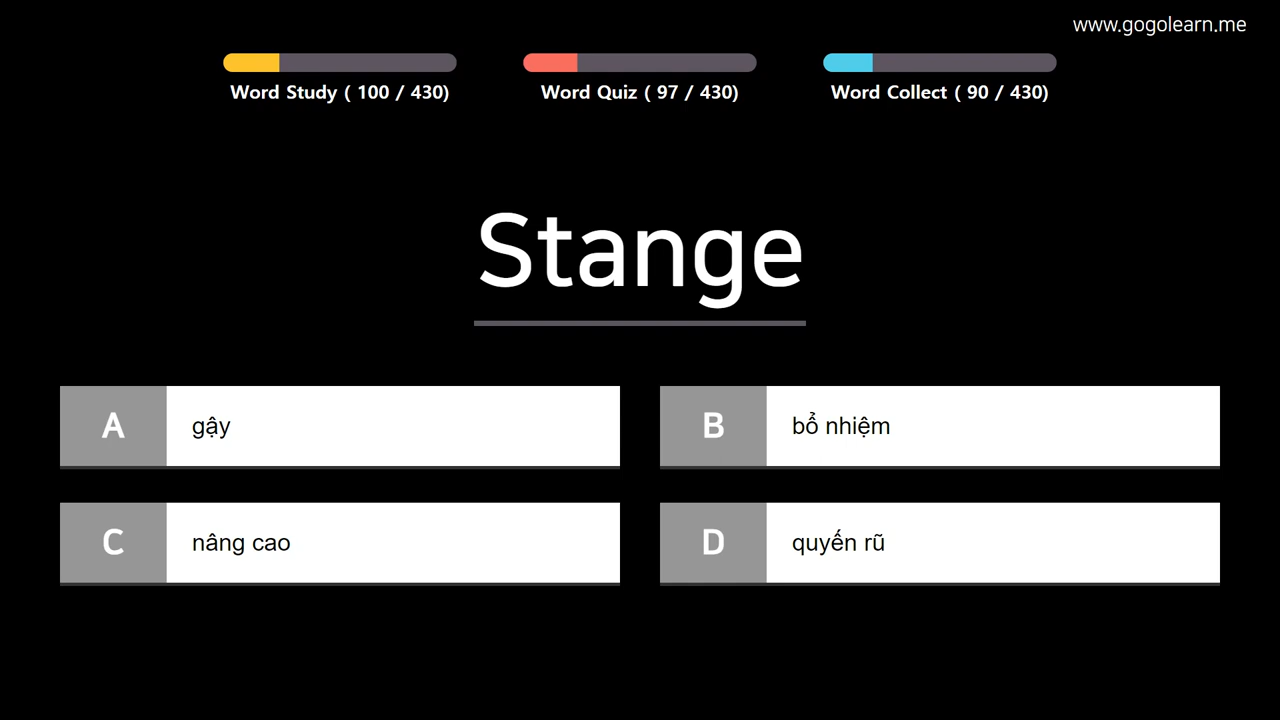 www.gogolearn.me
Word Study ( 100 / 430)
Word Quiz ( 97 / 430)
Word Collect ( 90 / 430)
Stange
A gậy
B bổ nhiệm
C nâng cao
D quyến rũ